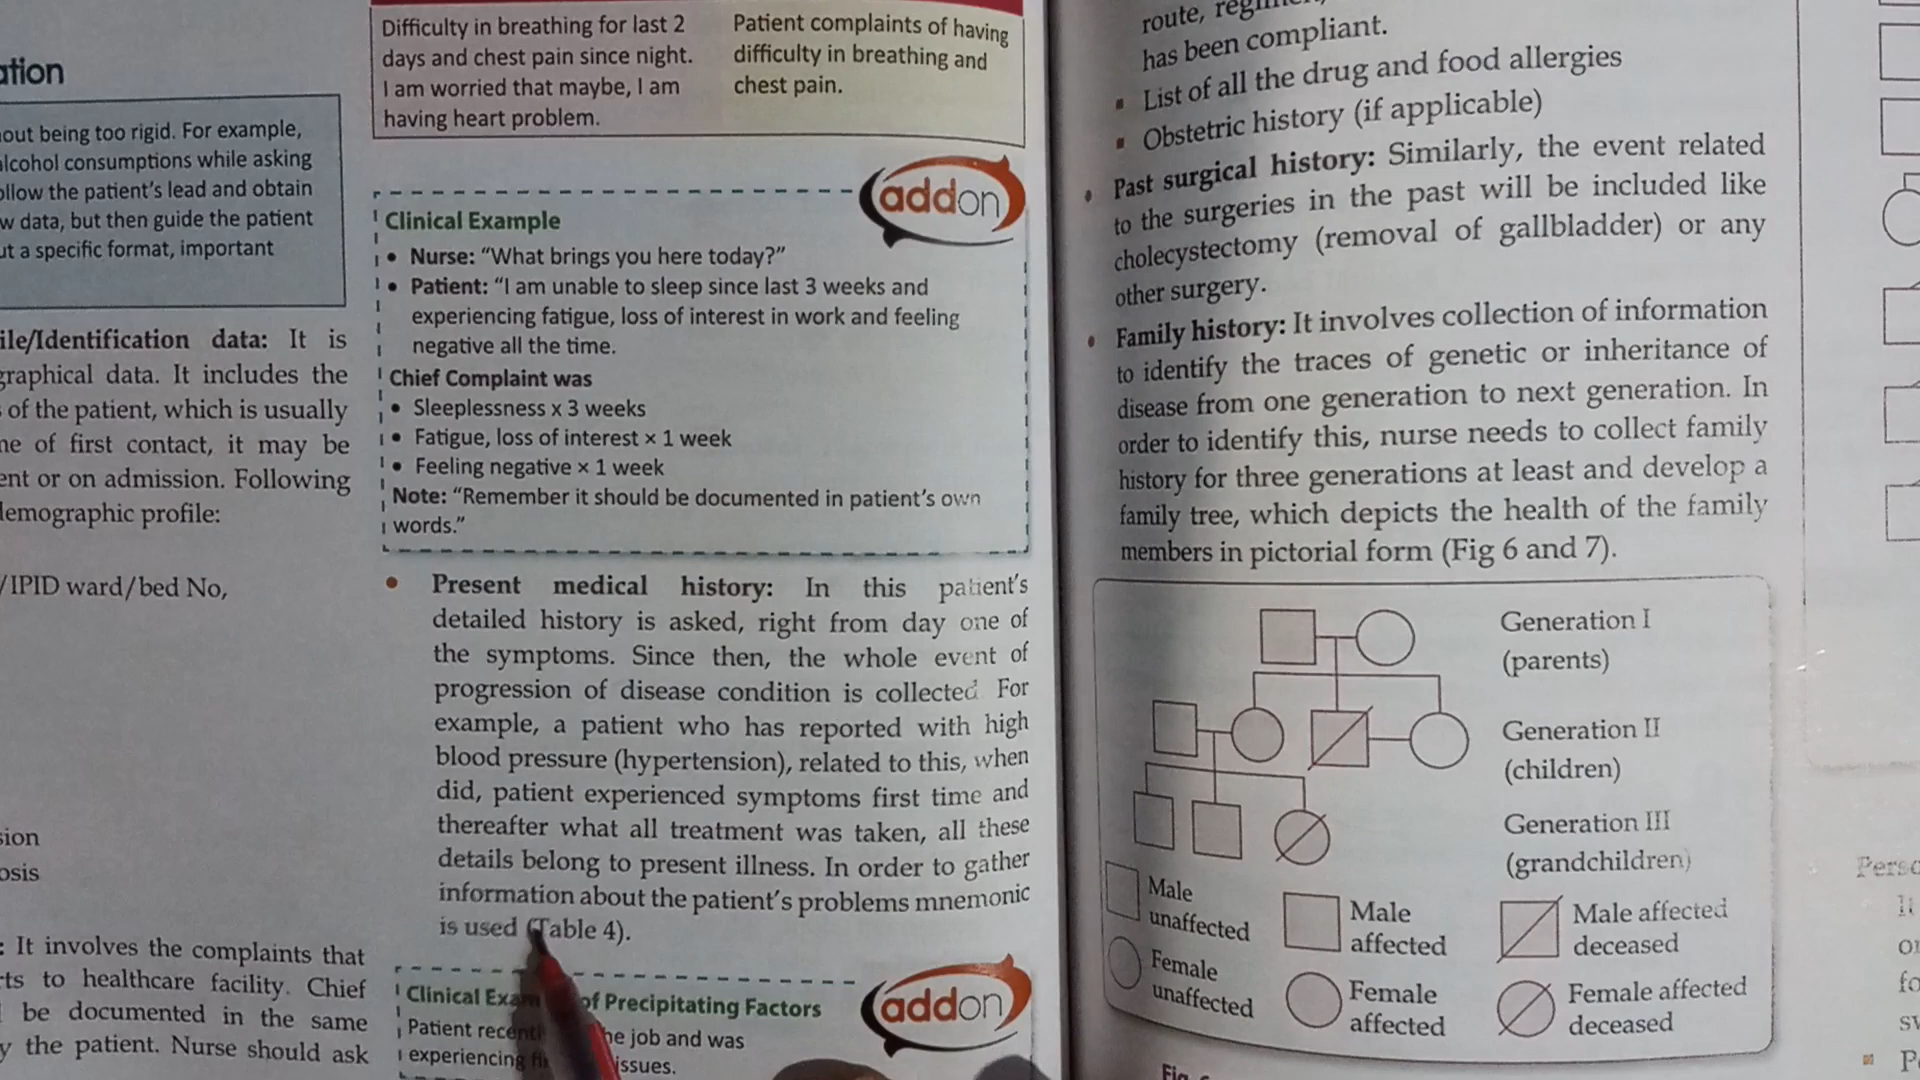 ation
out being too rigid. For example,
alcohol consumptions while asking
ollow the patient's lead and obtain
w data, but then guide the patient
ut a specific format, important
ile/Identification data: It is
graphical data. It includes the
of the patient, which is usually
ne of first contact, it may be
ent or on admission. Following
demographic profile:
/IPID ward/bed No,
sion
osis
: It involves the complaints that
rts to healthcare facility. Chief
be documented in the same
y the patient. Nurse should ask
Difficulty in breathing for last 2
days and chest pain since night.
I am worried that maybe, I am
having heart problem.
Patient complaints of having
difficulty in breathing and
chest pain.
addon
Clinical Example
• Nurse: "What brings you here today?"
• Patient: "I am unable to sleep since last 3 weeks and
experiencing fatigue, loss of interest in work and feeling
negative all the time.
Chief Complaint was
• Sleeplessness x 3 weeks
• Fatigue, loss of interest × 1 week
• Feeling negative × 1 week
Note: "Remember it should be documented in patient's own
words."
• Present medical history: In this patient's
detailed history is asked, right from day one of
the symptoms. Since then, the whole event of
progression of disease condition is collected. For
example, a patient who has reported with high
blood pressure (hypertension), related to this, when
did, patient experienced symptoms first time and
thereafter what all treatment was taken, all these
details belong to present illness. In order to gather
information about the patient's problems mnemonic
is used (Table 4).
addon
Clinical Exam of Precipitating Factors
Patient he job and was
experiencing issues.
route,
has been compliant.
▪ List of all the drug and food allergies
▪ Obstetric history (if applicable)
• Past surgical history: Similarly, the event related
to the surgeries in the past will be included like
cholecystectomy (removal of gallbladder) or any
other surgery.
• Family history: It involves collection of information
to identify the traces of genetic or inheritance of
disease from one generation to next generation. In
order to identify this, nurse needs to collect family
history for three generations at least and develop a
family tree, which depicts the health of the family
members in pictorial form (Fig 6 and 7).
Generation I
(parents)
Generation II
(children)
Generation III
(grandchildren)
Male
unaffected
Male
affected
Male affected
deceased
Female
unaffected
Female
affected
Female affected
deceased
Perso